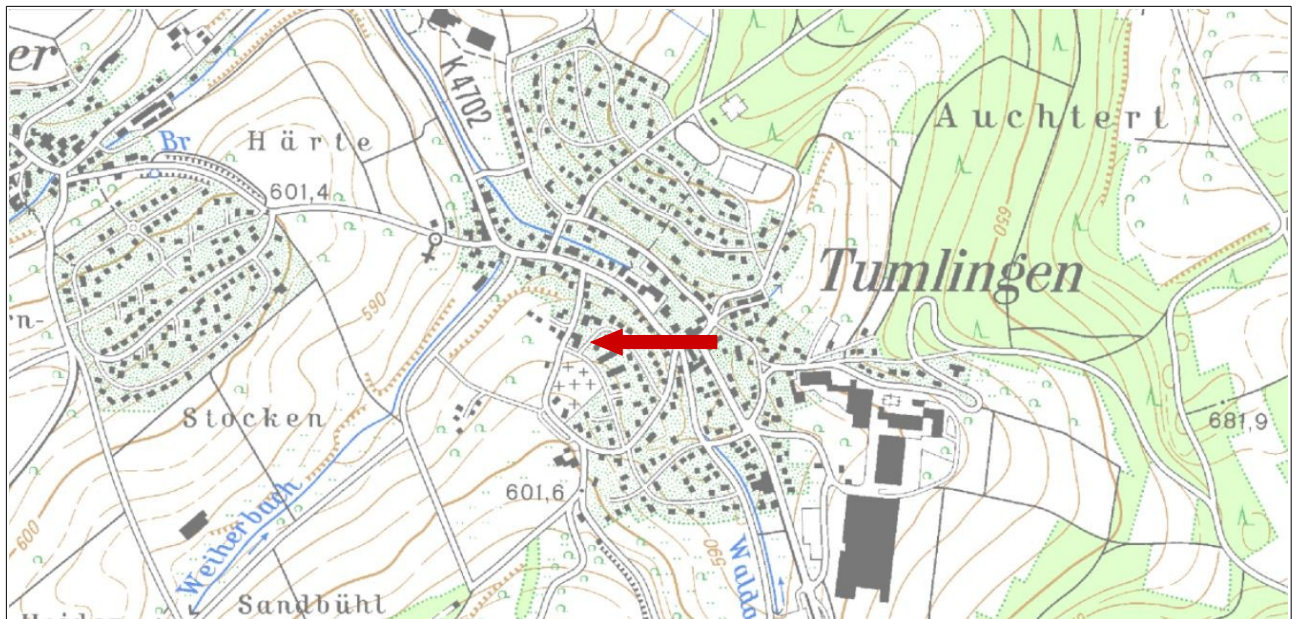 er
K4702
Br
Härte
Auchtert
601,4
650
Tumlingen
590
Stocken
681,9
601,6
Weiherbach
600
590
Waldo
Sandbühl